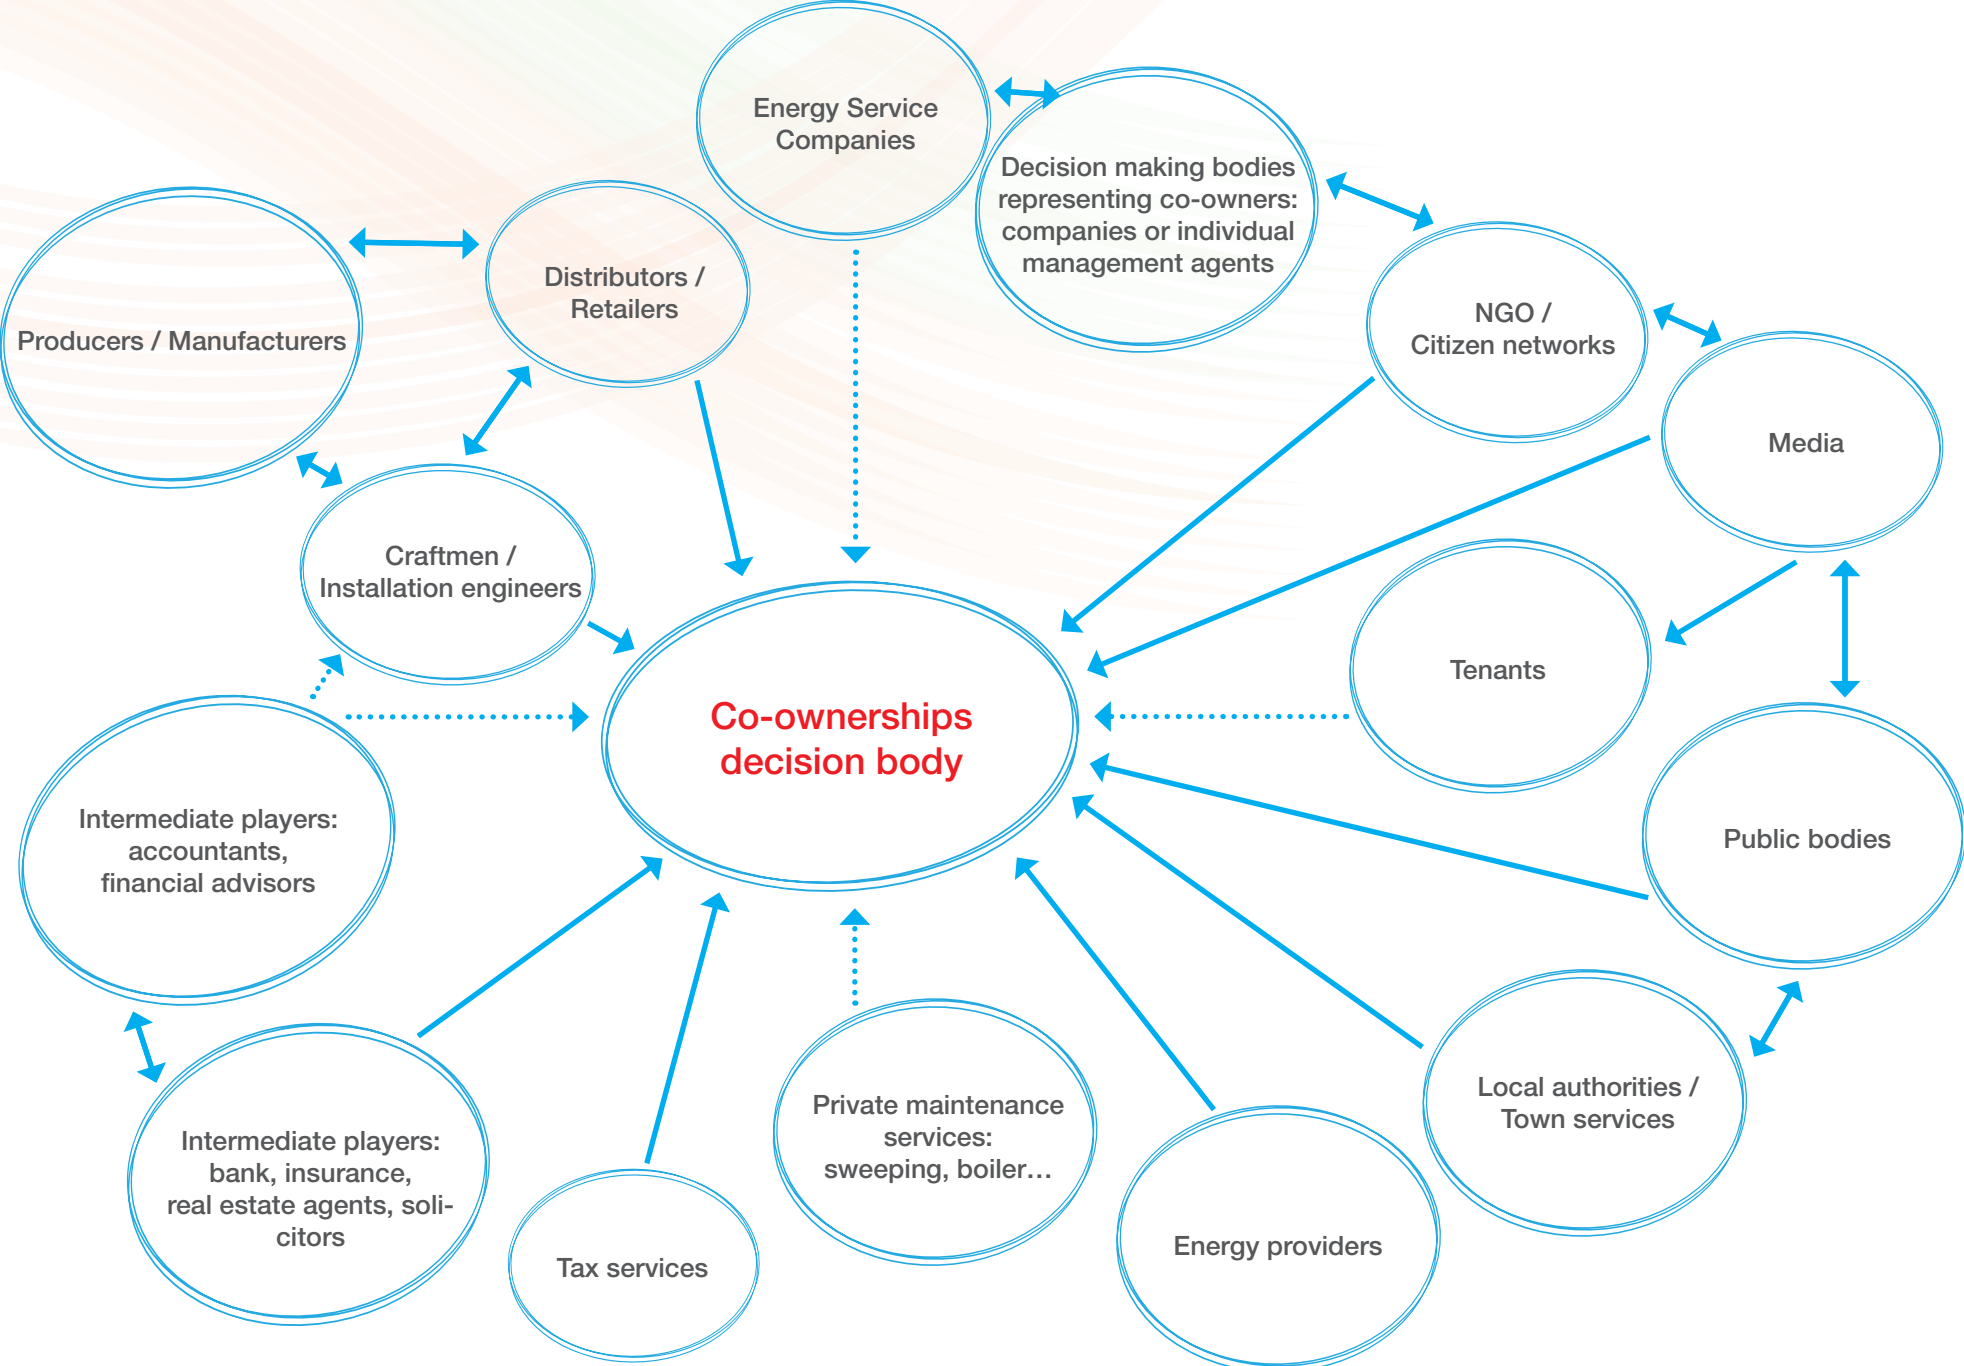 Energy Service
Companies
Decision making bodies
representing co-owners:
companies or individual
management agents
Distributors /
Retailers
Producers / Manufacturers
NGO /
Citizen networks
Media
Craftmen /
Installation engineers
Tenants
Co-ownerships
decision body
Intermediate players:
accountants,
financial advisors
Public bodies
Intermediate players:
bank, insurance,
real estate agents, soli-
citors
Tax services
Private maintenance
services:
sweeping, boiler…
Energy providers
Local authorities /
Town services